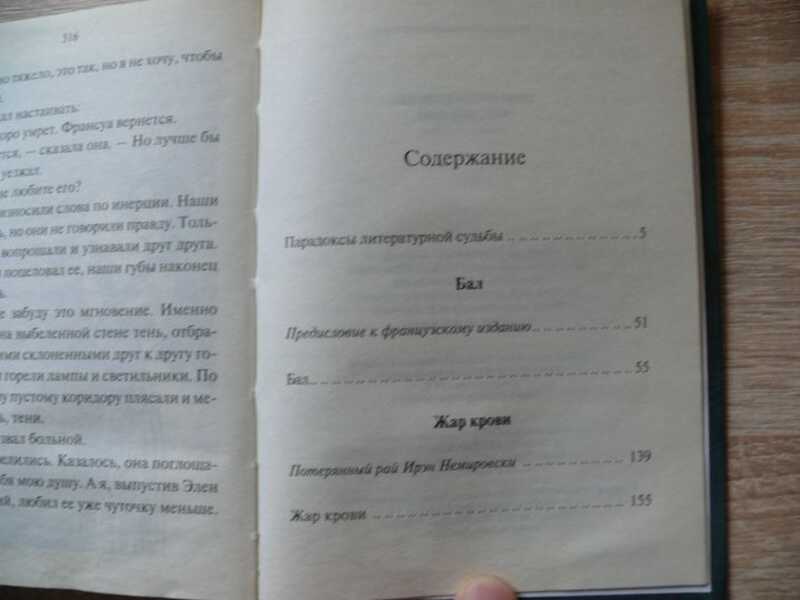 316
но тяжело, это так, но я не хочу, чтобы
настаивать:
скоро умрет. Франсуа вернется.
— сказала она. — Но лучше бы
уезжал.
не любите его?
слова по инерции. Наши
но они не говорили правду. Толь-
вопрошали и узнавали друг друга.
поцеловал ее, наши губы наконец
забуду это мгновение. Именно
на выбеленной стене тень, отбра-
склоненными друг к другу го-
горели лампы и светильники. По
пустому коридору плясали и ме-
тени.
больной.
Казалось, она поглоща-
мою душу. А я, выпустив Элен
любил ее уже чуточку меньше.
Содержание
Парадоксы литературной судьбы 5
Бал
Предисловие к французскому изданию 51
Бал 55
Жар крови
Потерянный рай Ирэн Немировски 139
Жар крови 155